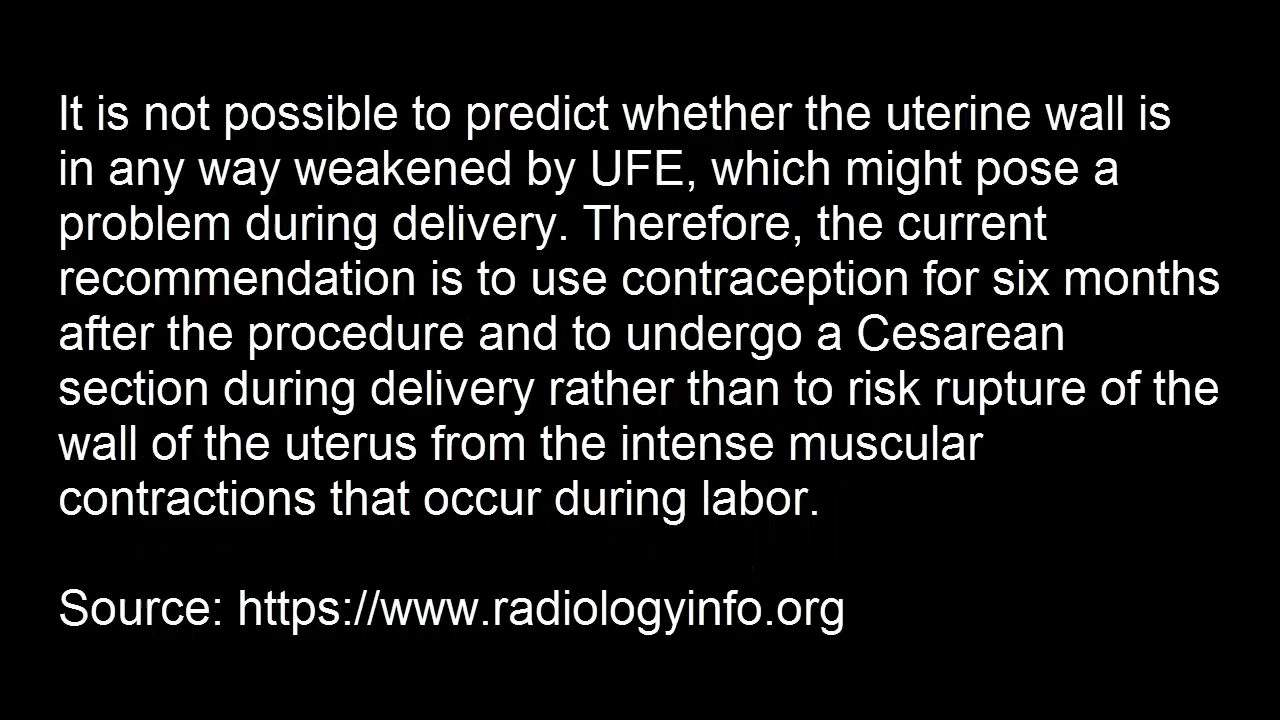 It is not possible to predict whether the uterine wall is
in any way weakened by UFE, which might pose a
problem during delivery. Therefore, the current
recommendation is to use contraception for six months
after the procedure and to undergo a Cesarean
section during delivery rather than to risk rupture of the
wall of the uterus from the intense muscular
contractions that occur during labor.
Source: https://www.radiologyinfo.org